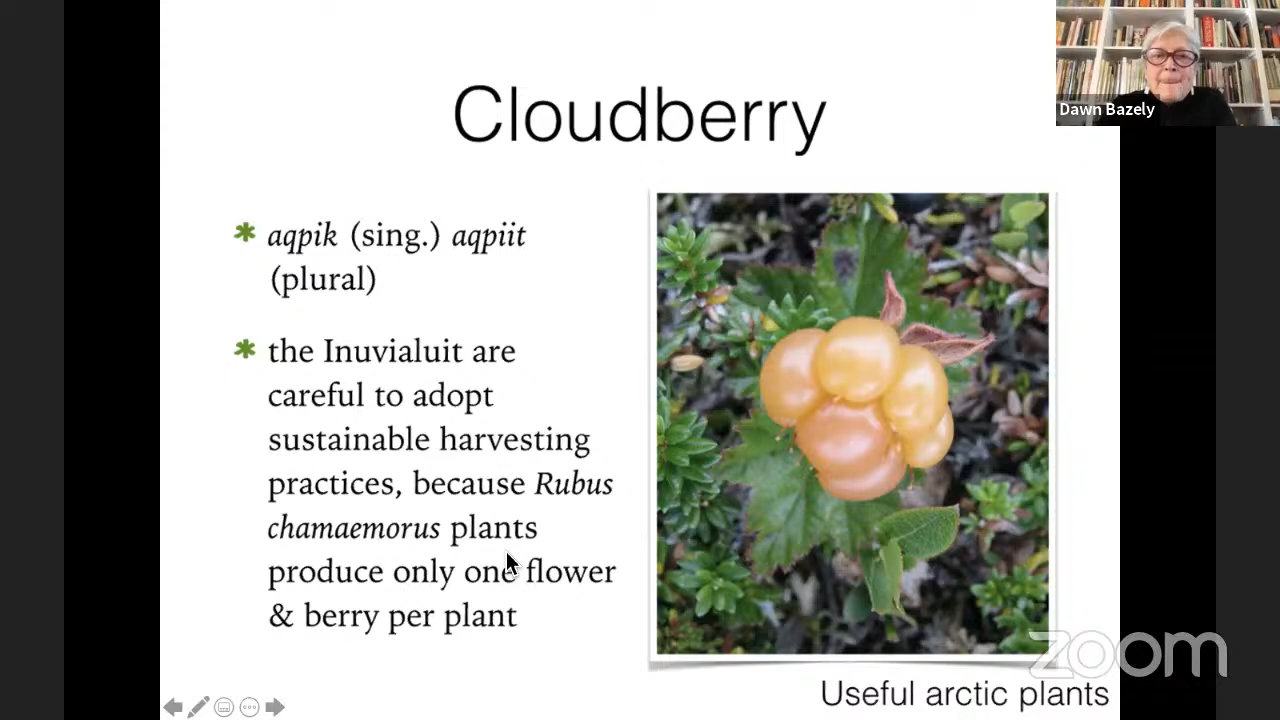 Cloudberry
Dawn Bazely
* aqpik (sing.) aqpiit
(plural)
* the Inuvialuit are
careful to adopt
sustainable harvesting
practices, because Rubus
chamaemorus plants
produce only one flower
& berry per plant
zoom
Useful arctic plants